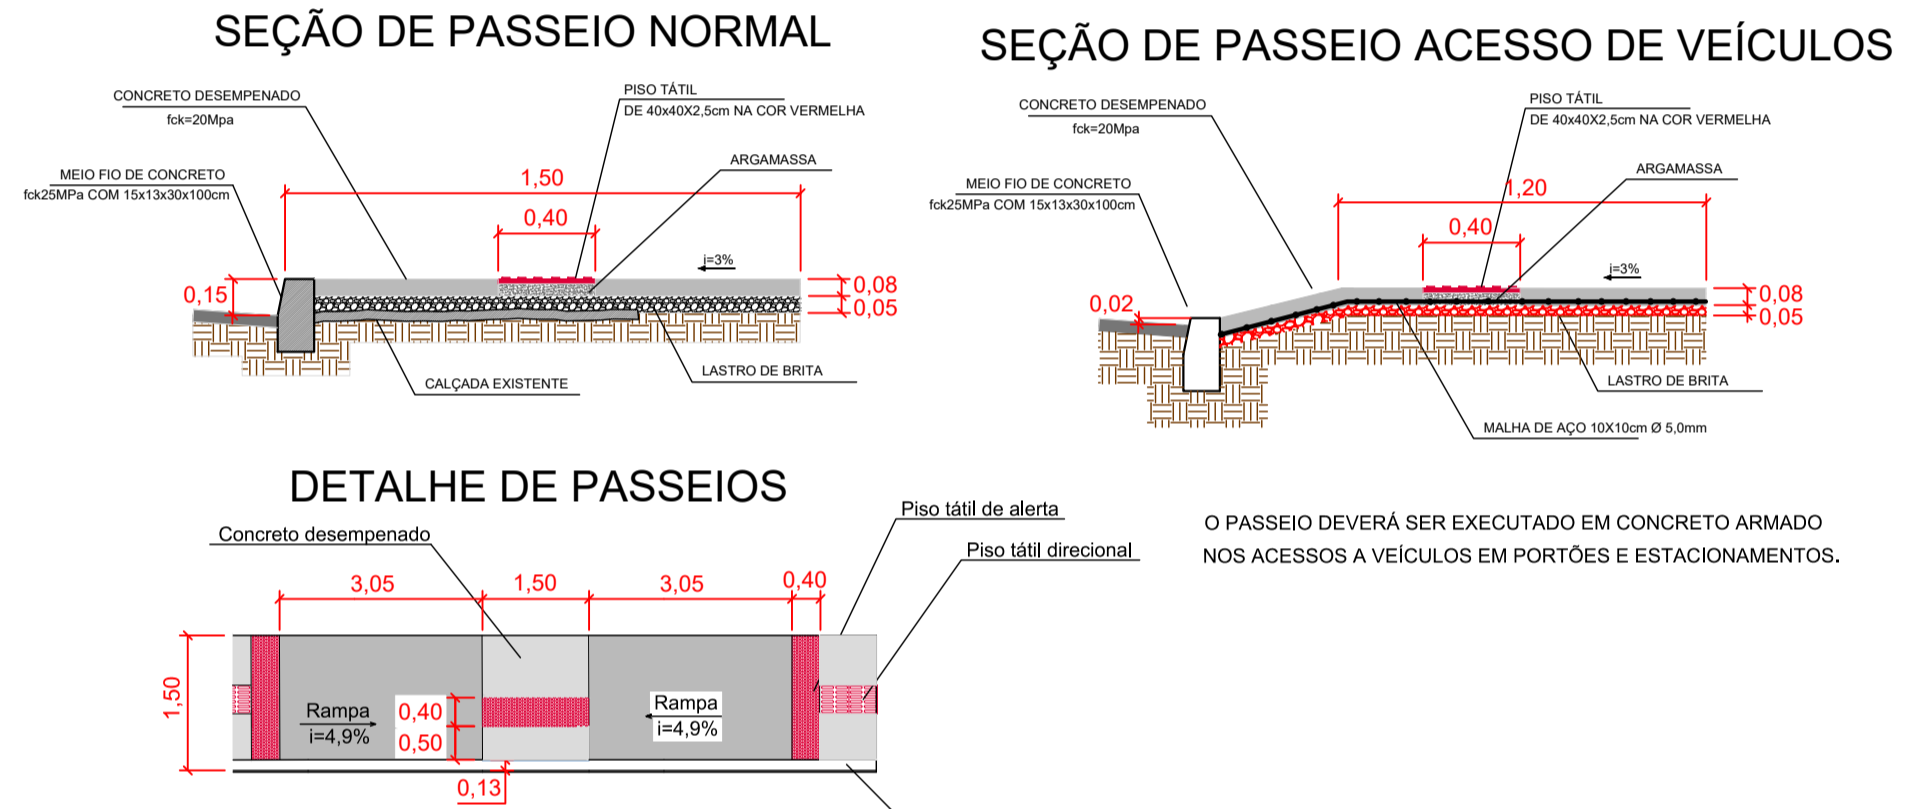 SEÇÃO DE PASSEIO NORMAL
CONCRETO DESEMPENADO
fck=20Mpa
PISO TÁTIL
DE 40x40X2,5cm NA COR VERMELHA
MEIO FIO DE CONCRETO
fck25MPa COM 15x13x30x100cm
ARGAMASSA
1,50
0,40
i=3%
0,15
0,08
0,05
CALÇADA EXISTENTE
LASTRO DE BRITA
SEÇÃO DE PASSEIO ACESSO DE VEÍCULOS
CONCRETO DESEMPENADO
fck=20Mpa
PISO TÁTIL
DE 40x40X2,5cm NA COR VERMELHA
MEIO FIO DE CONCRETO
fck25MPa COM 15x13x30x100cm
ARGAMASSA
1,20
0,40
i=3%
0,02
0,08
0,05
LASTRO DE BRITA
MALHA DE AÇO 10X10cm Ø 5,0mm
DETALHE DE PASSEIOS
Concreto desempenado
Piso tátil de alerta
Piso tátil direcional
3,05
1,50
3,05
0,40
1,50
Rampa
i=4,9%
0,40
0,50
Rampa
i=4,9%
0,13
O PASSEIO DEVERÁ SER EXECUTADO EM CONCRETO ARMADO
NOS ACESSOS A VEÍCULOS EM PORTÕES E ESTACIONAMENTOS.